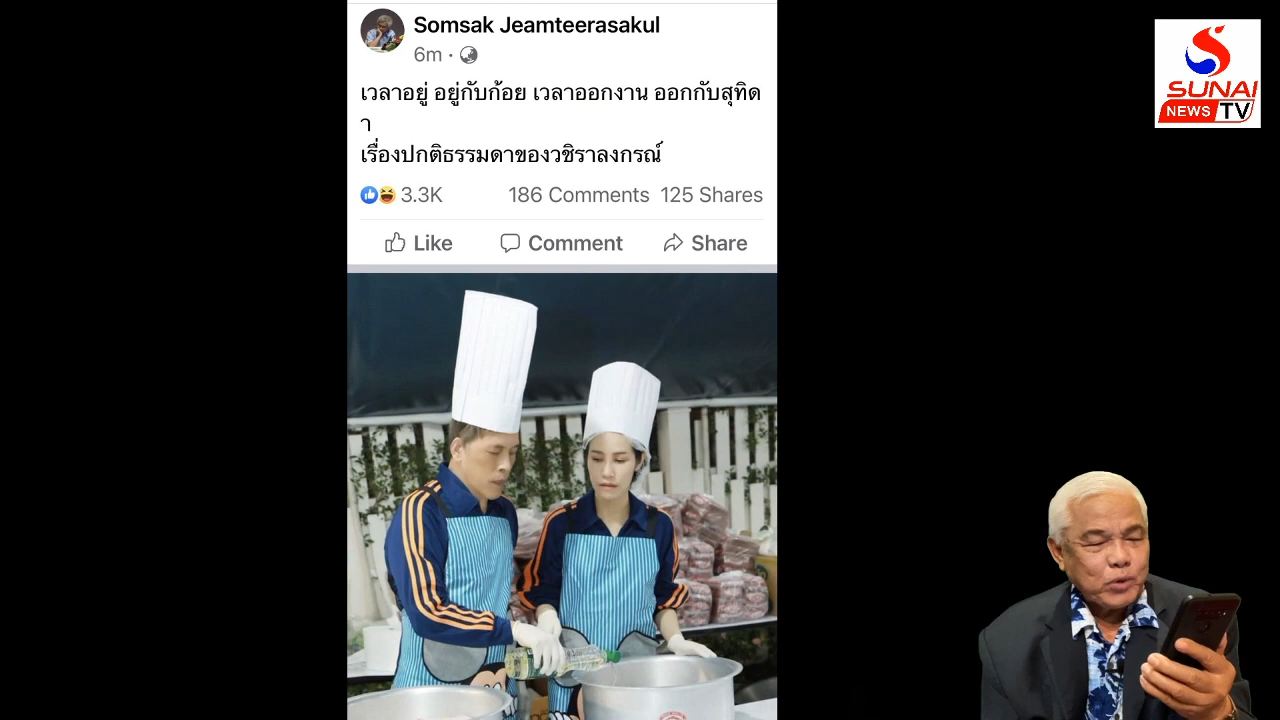 Somsak Jeamteerasakul
6m ·
เวลาอยู่ อยู่กับก้อย เวลาออกงาน ออกกับสุทิด
า
เรื่องปกติธรรมดาของวชิราลงกรณ์
3.3K 186 Comments 125 Shares
Like Comment Share
SUNAI
NEWS TV